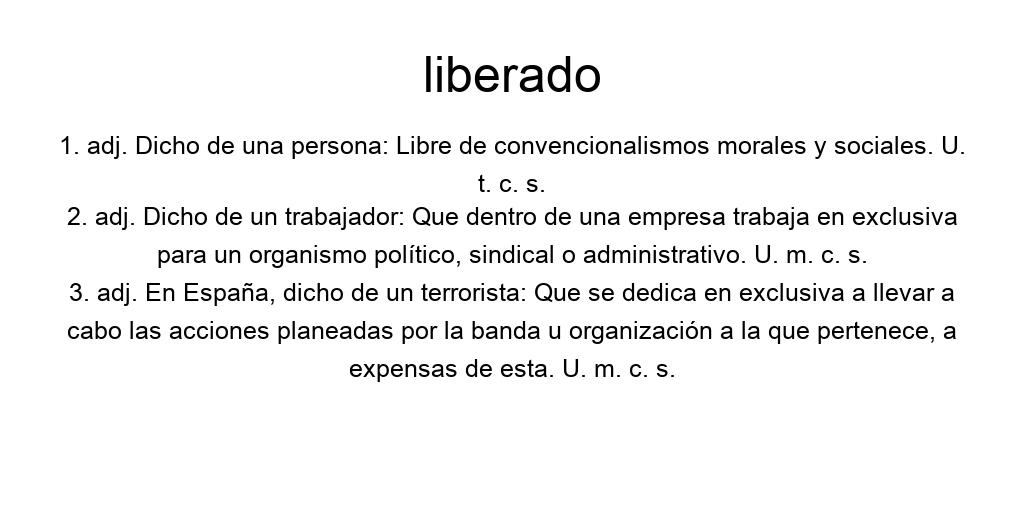 liberado
1. adj. Dicho de una persona: Libre de convencionalismos morales y sociales. U.
t. c. s.
2. adj. Dicho de un trabajador: Que dentro de una empresa trabaja en exclusiva
para un organismo político, sindical o administrativo. U. m. c. s.
3. adj. En España, dicho de un terrorista: Que se dedica en exclusiva a llevar a
cabo las acciones planeadas por la banda u organización a la que pertenece, a
expensas de esta. U. m. c. s.